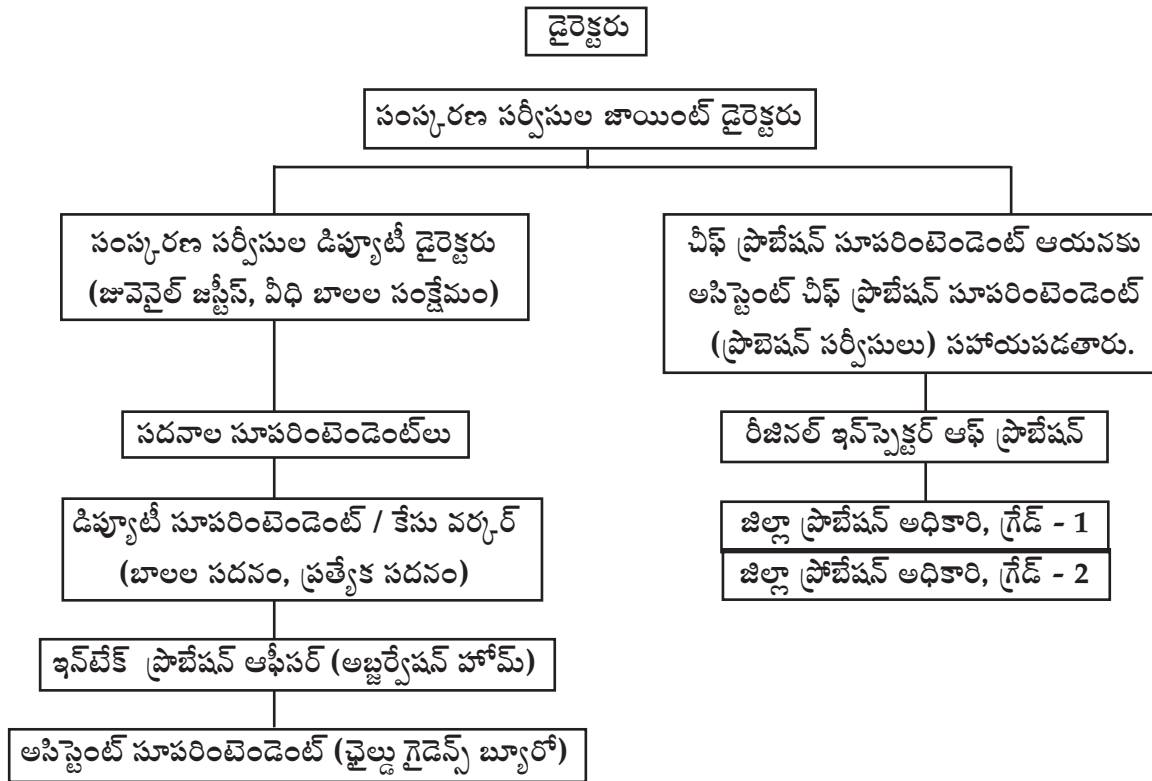 డైరెక్టరు
సంస్కరణ సర్వీసుల జాయింట్ డైరెక్టరు
సంస్కరణ సర్వీసుల డిప్యూటీ డైరెక్టరు
(జువెనైల్ జస్టీస్, వీధి బాలల సంక్షేమం)
చీఫ్ ప్రొబేషన్ సూపరింటెండెంట్ ఆయనకు
అసిస్టెంట్ చీఫ్ ప్రొబేషన్ సూపరింటెండెంట్
(ప్రొబెషన్ సర్వీసులు) సహాయపడతారు.
సదనాల సూపరింటెండెంట్‌లు
రీజినల్ ఇన్‌స్పెక్టర్ ఆఫ్ ప్రొబేషన్
డిప్యూటీ సూపరింటెండెంట్ / కేసు వర్కర్
(బాలల సదనం, ప్రత్యేక సదనం)
జిల్లా ప్రొబేషన్ అధికారి, గ్రేడ్ - 1
జిల్లా ప్రోబేషన్ అధికారి, గ్రేడ్ - 2
ఇన్‌టేక్ ప్రొబేషన్ ఆఫీసర్ (అబ్జర్వేషన్ హోమ్)
అసిస్టెంట్ సూపరింటెండెంట్ (ఛైల్డు గైడెన్స్ బ్యూరో)